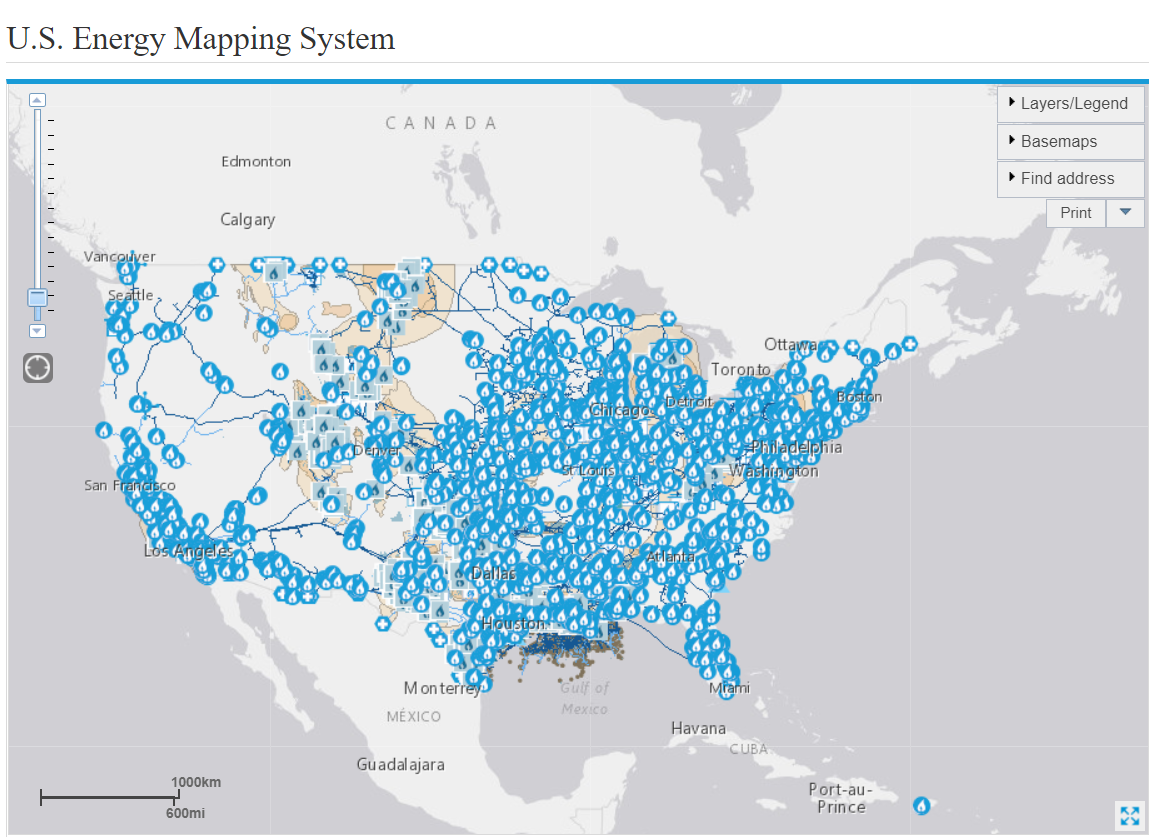 U.S. Energy Mapping System
Layers/Legend
Basemaps
Find address
Print
CANADA
Edmonton
Calgary
Vancouver
Seattle
Ottawa
Toronto
Boston
Detroit
Chicago
Philadelphia
Denver
St Louis
Washington
San Francisco
Los Angeles
Atlanta
Dallas
Houston
Monterrey
Miami
Gulf of
Mexico
MÉXICO
Havana
CUBA
Guadalajara
Port-au-
Prince
1000km
600mi